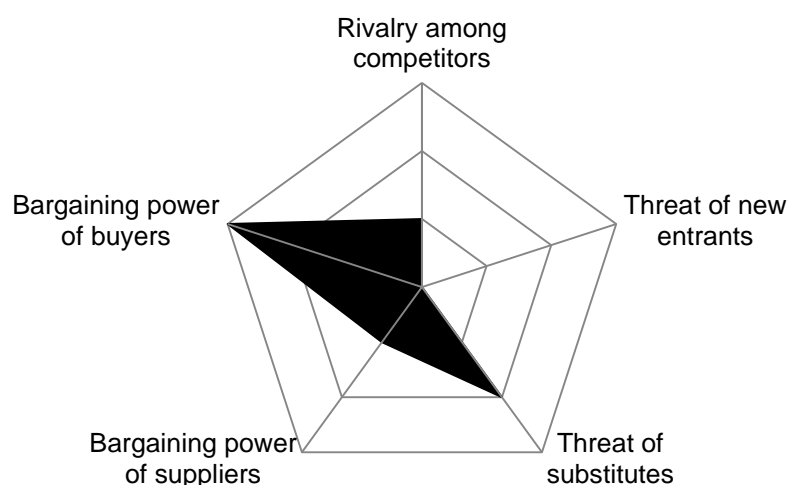 Rivalry among
competitors
Bargaining power
of buyers
Threat of new
entrants
Bargaining power
of suppliers
Threat of
substitutes